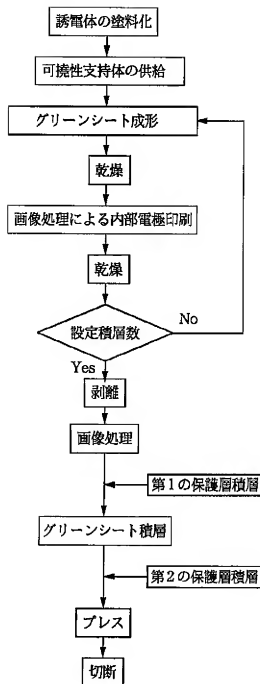 誘電体の塗料化
可撓性支持体の供給
グリーンシート成形
乾燥
画像処理による内部電極印刷
乾燥
設定積層数
No
Yes
剥離
画像処理
第1の保護層積層
グリーンシート積層
第2の保護層積層
プレス
切断